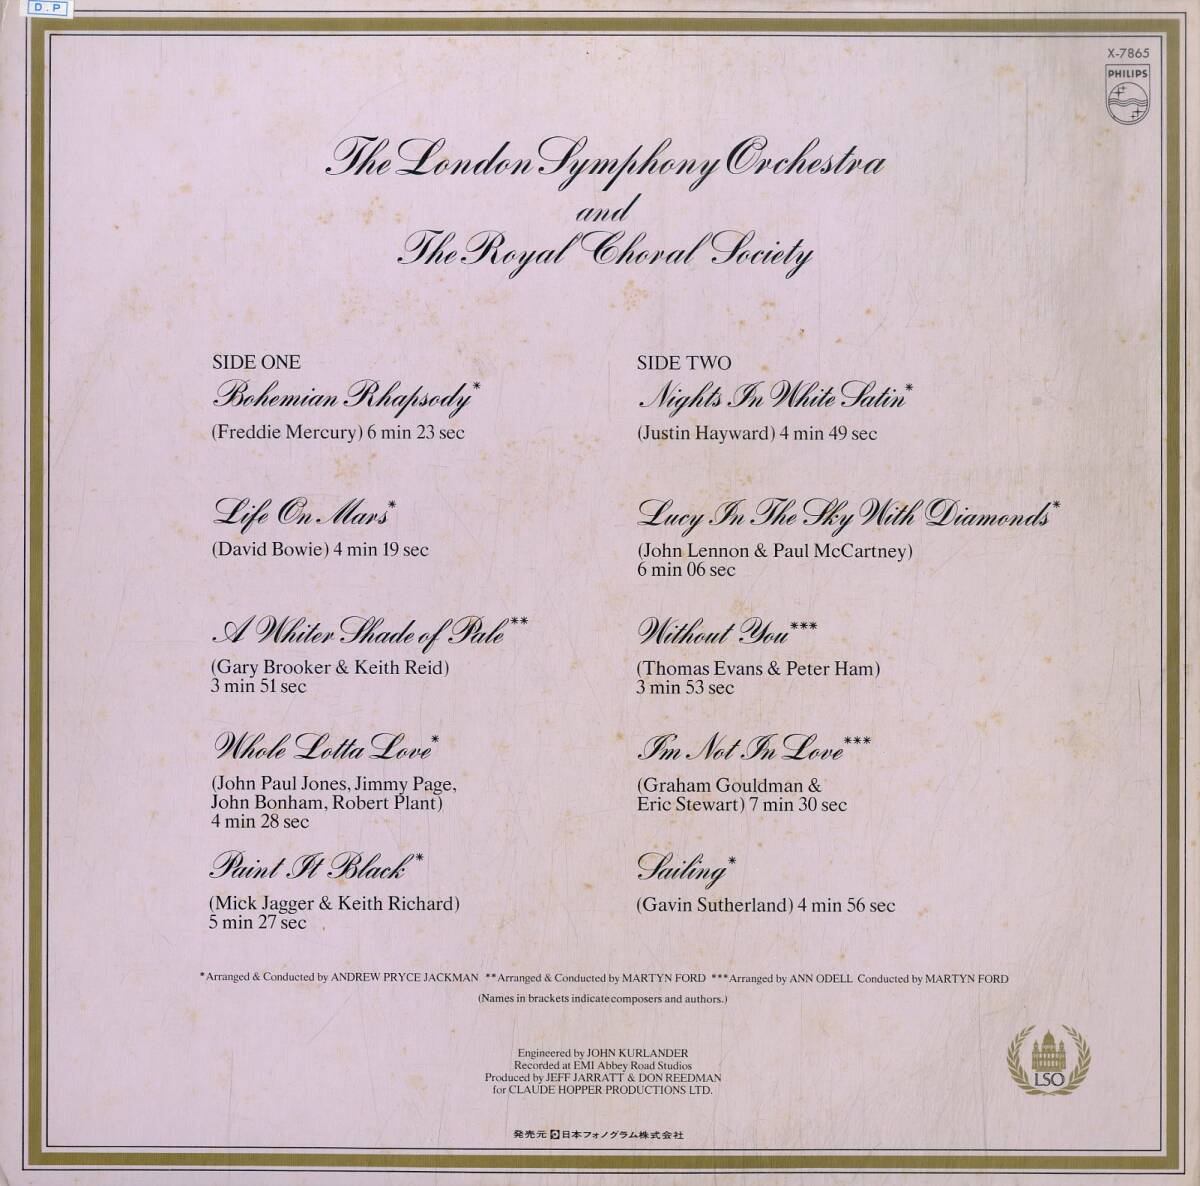 D.P
X-7865
PHILIPS
The London Symphony Orchestra
and
The Royal Choral Society
SIDE ONE
Bohemian Rhapsody*
(Freddie Mercury) 6 min 23 sec
Life On Mars*
(David Bowie) 4 min 19 sec
A Whiter Shade of Pale**
(Gary Brooker & Keith Reid)
3 min 51 sec
Whole Lotta Love*
(John Paul Jones, Jimmy Page,
John Bonham, Robert Plant)
4 min 28 sec
Paint It Black*
(Mick Jagger & Keith Richard)
5 min 27 sec
SIDE TWO
Nights In White Satin*
(Justin Hayward) 4 min 49 sec
Lucy In The Sky With Diamonds*
(John Lennon & Paul McCartney)
6 min 06 sec
Without You***
(Thomas Evans & Peter Ham)
3 min 53 sec
I'm Not In Love***
(Graham Gouldman &
Eric Stewart) 7 min 30 sec
Sailing*
(Gavin Sutherland) 4 min 56 sec
*Arranged & Conducted by ANDREW PRYCE JACKMAN **Arranged & Conducted by MARTYN FORD ***Arranged by ANN ODELL Conducted by MARTYN FORD
(Names in brackets indicate composers and authors.)
Engineered by JOHN KURLANDER
Recorded at EMI Abbey Road Studios
Produced by JEFF JARRATT & DON REEDMAN
for CLAUDE HOPPER PRODUCTIONS LTD.
LSO
発売元 日本フォノグラム株式会社